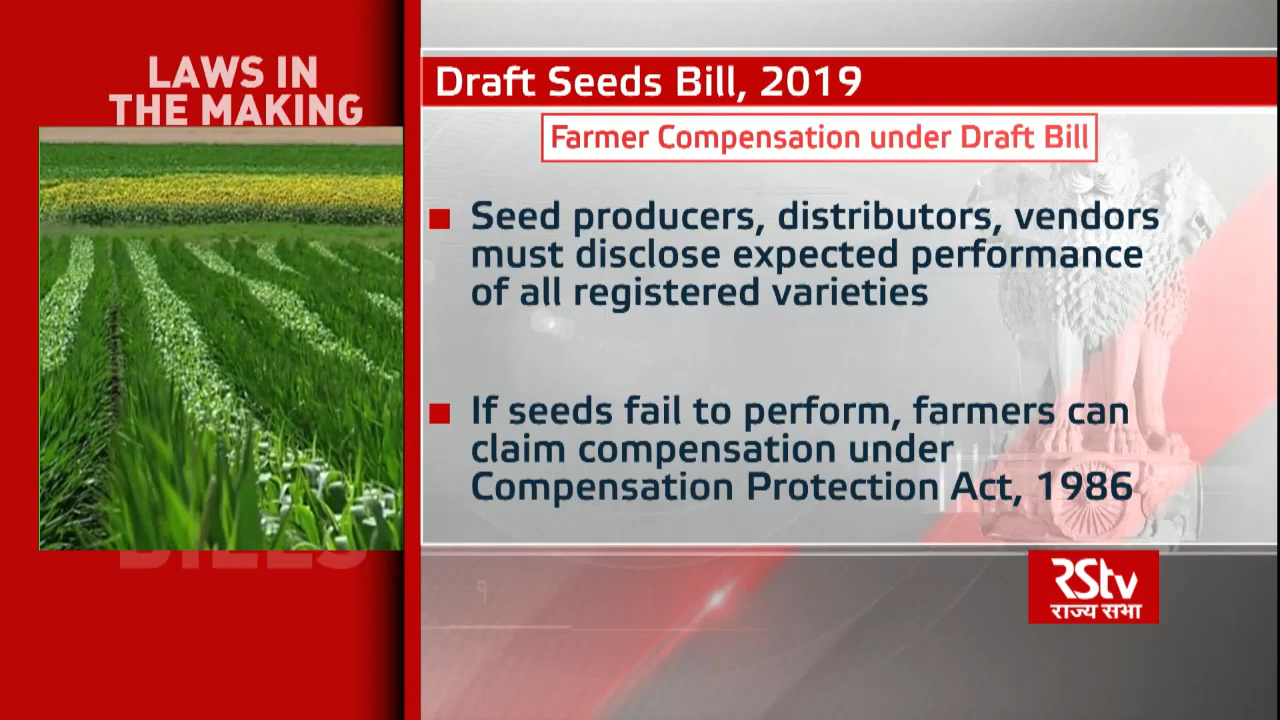 LAWS IN
THE MAKING
BILLS
Draft Seeds Bill, 2019
Farmer Compensation under Draft Bill
Seed producers, distributors, vendors
must disclose expected performance
of all registered varieties
If seeds fail to perform, farmers can
claim compensation under
Compensation Protection Act, 1986
RStv
राज्य सभा